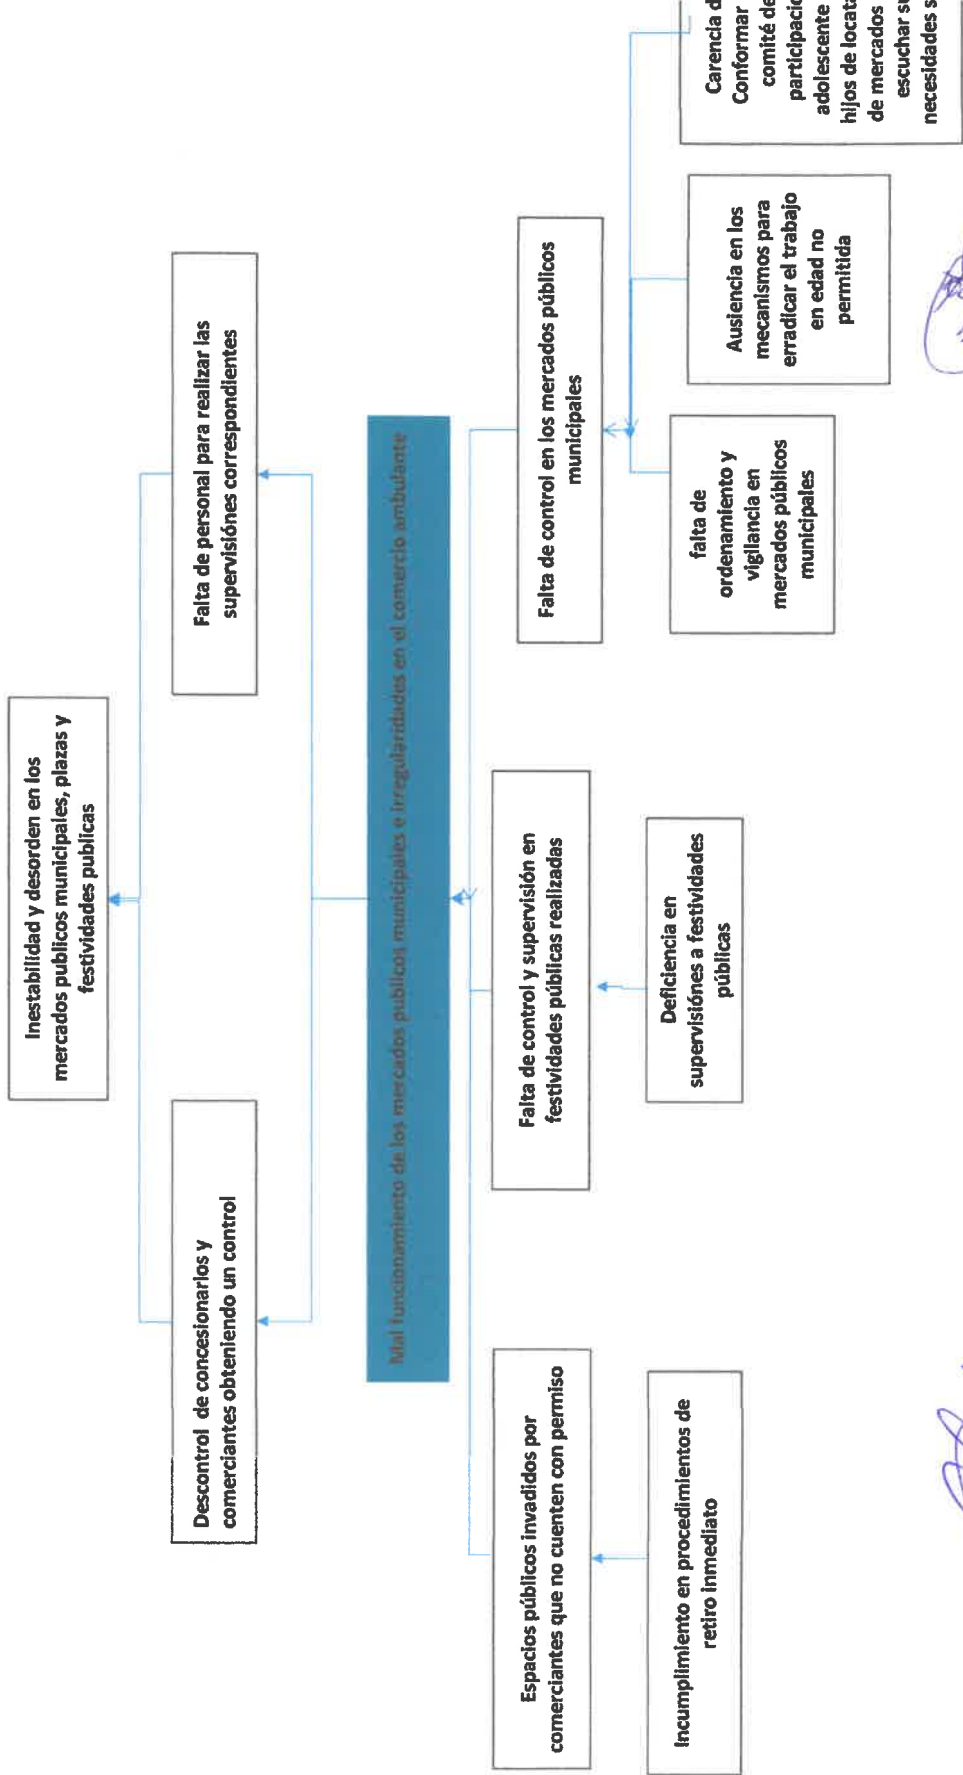 Inestabilidad y desorden en los
mercados publicos municipales, plazas y
festividades publicas
Descontrol de concesionarios y
comerciantes obteniendo un control
Falta de personal para realizar las
supervisiónes correspondientes
Mal funcionamiento de los mercados publicos municipales e irregularidades en el comercio ambulante
Espacios públicos invadidos por
comerciantes que no cuenten con permiso
Falta de control y supervisión en
festividades públicas realizadas
Falta de control en los mercados públicos
municipales
Incumplimiento en procedimientos de
retiro inmediato
Deficiencia en
supervisiónes a festividades
públicas
falta de
ordenamiento y
vigilancia en
mercados públicos
municipales
Ausiencia en los
mecanismos para
erradicar el trabajo
en edad no
permitida
Carencia
Conformar
comité de
adolescente
hijos de
de mercados
escuchar
necesidades